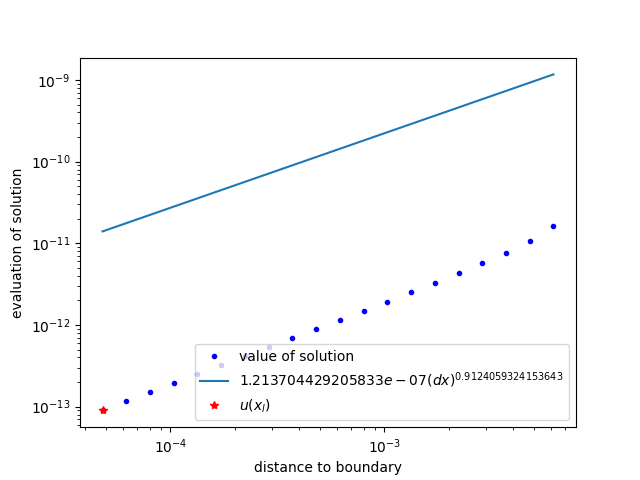 10⁻⁹
10⁻¹⁰
10⁻¹¹
10⁻¹²
10⁻¹³
evaluation of solution
value of solution
1.213704429205833e − 07(dx)^0.9124059324153643
u(x_l)
10⁻⁴
10⁻³
distance to boundary